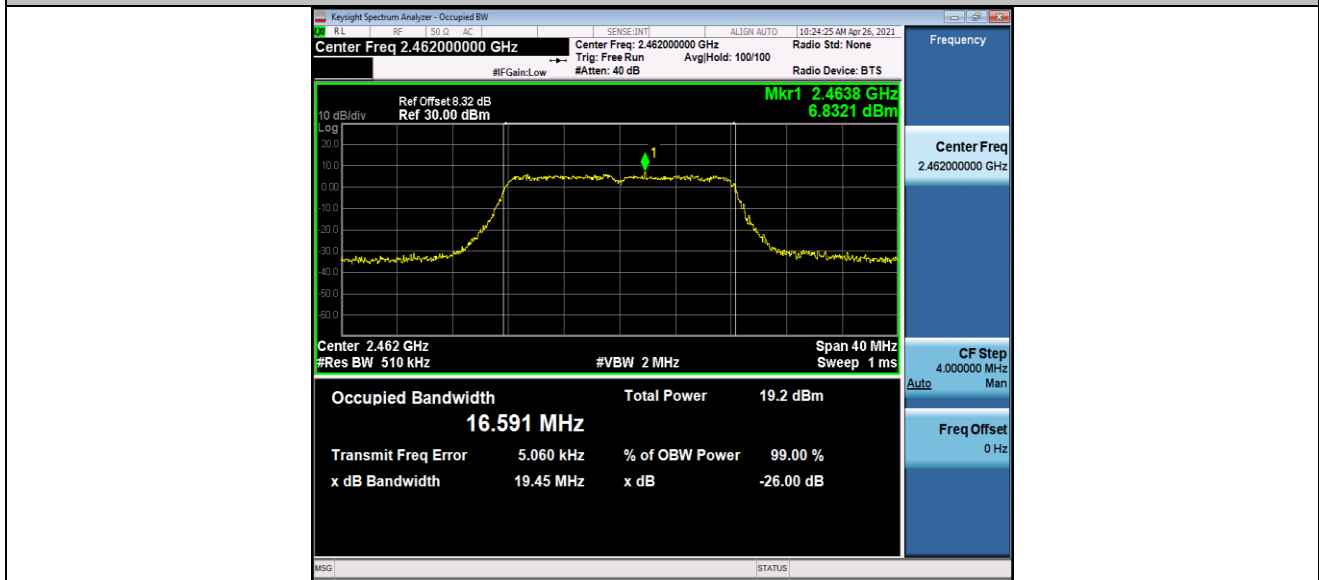 Keysight Spectrum Analyzer - Occupied BW
RL RF 50 Ω AC SENSE:INT ALIGN AUTO 10:24:25 AM Apr 26, 2021
Center Freq 2.462000000 GHz Center Freq: 2.462000000 GHz Radio Std: None
Trig: Free Run Avg|Hold: 100/100
#IFGain:Low #Atten: 40 dB Radio Device: BTS
Frequency
Mkr1 2.4638 GHz
6.8321 dBm
Ref Offset 8.32 dB
10 dB/div Ref 30.00 dBm
Log
20.0
10.0
0.00
-10.0
-20.0
-30.0
-40.0
-50.0
-60.0
1
Center 2.462 GHz Span 40 MHz
#Res BW 510 kHz #VBW 2 MHz Sweep 1 ms
Occupied Bandwidth Total Power 19.2 dBm
16.591 MHz
Transmit Freq Error 5.060 kHz % of OBW Power 99.00 %
x dB Bandwidth 19.45 MHz x dB -26.00 dB
Center Freq
2.462000000 GHz
CF Step
4.000000 MHz
Auto Man
Freq Offset
0 Hz
MSG STATUS